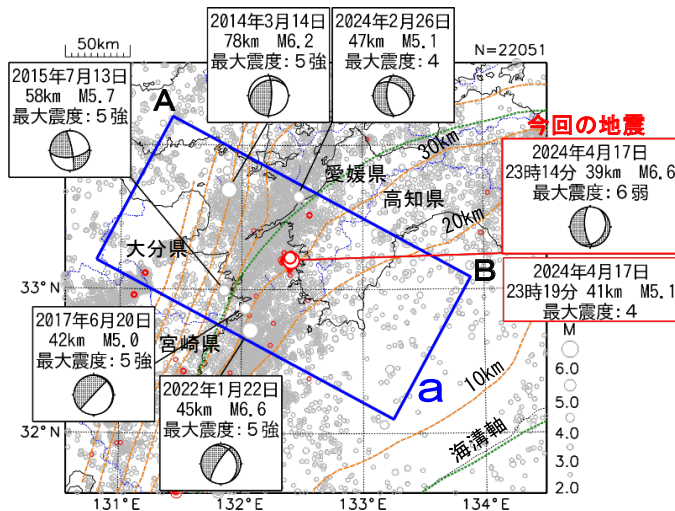 50km
N=22051
2014年3月14日
78km M6.2
最大震度:5強
2024年2月26日
47km M5.1
最大震度:4
2015年7月13日
58km M5.7
最大震度:5強
A
今回の地震
2024年4月17日
23時14分 39km M6.6
最大震度:6弱
愛媛県
30km
高知県
20km
大分県
B
2024年4月17日
23時19分 41km M5.1
最大震度:4
33°N
2017年6月20日
42km M5.0
最大震度:5強
宮崎県
2022年1月22日
45km M6.6
最大震度:5強
a
10km
海溝軸
M
6.0
5.0
4.0
3.0
2.0
32°N
131°E
132°E
133°E
134°E